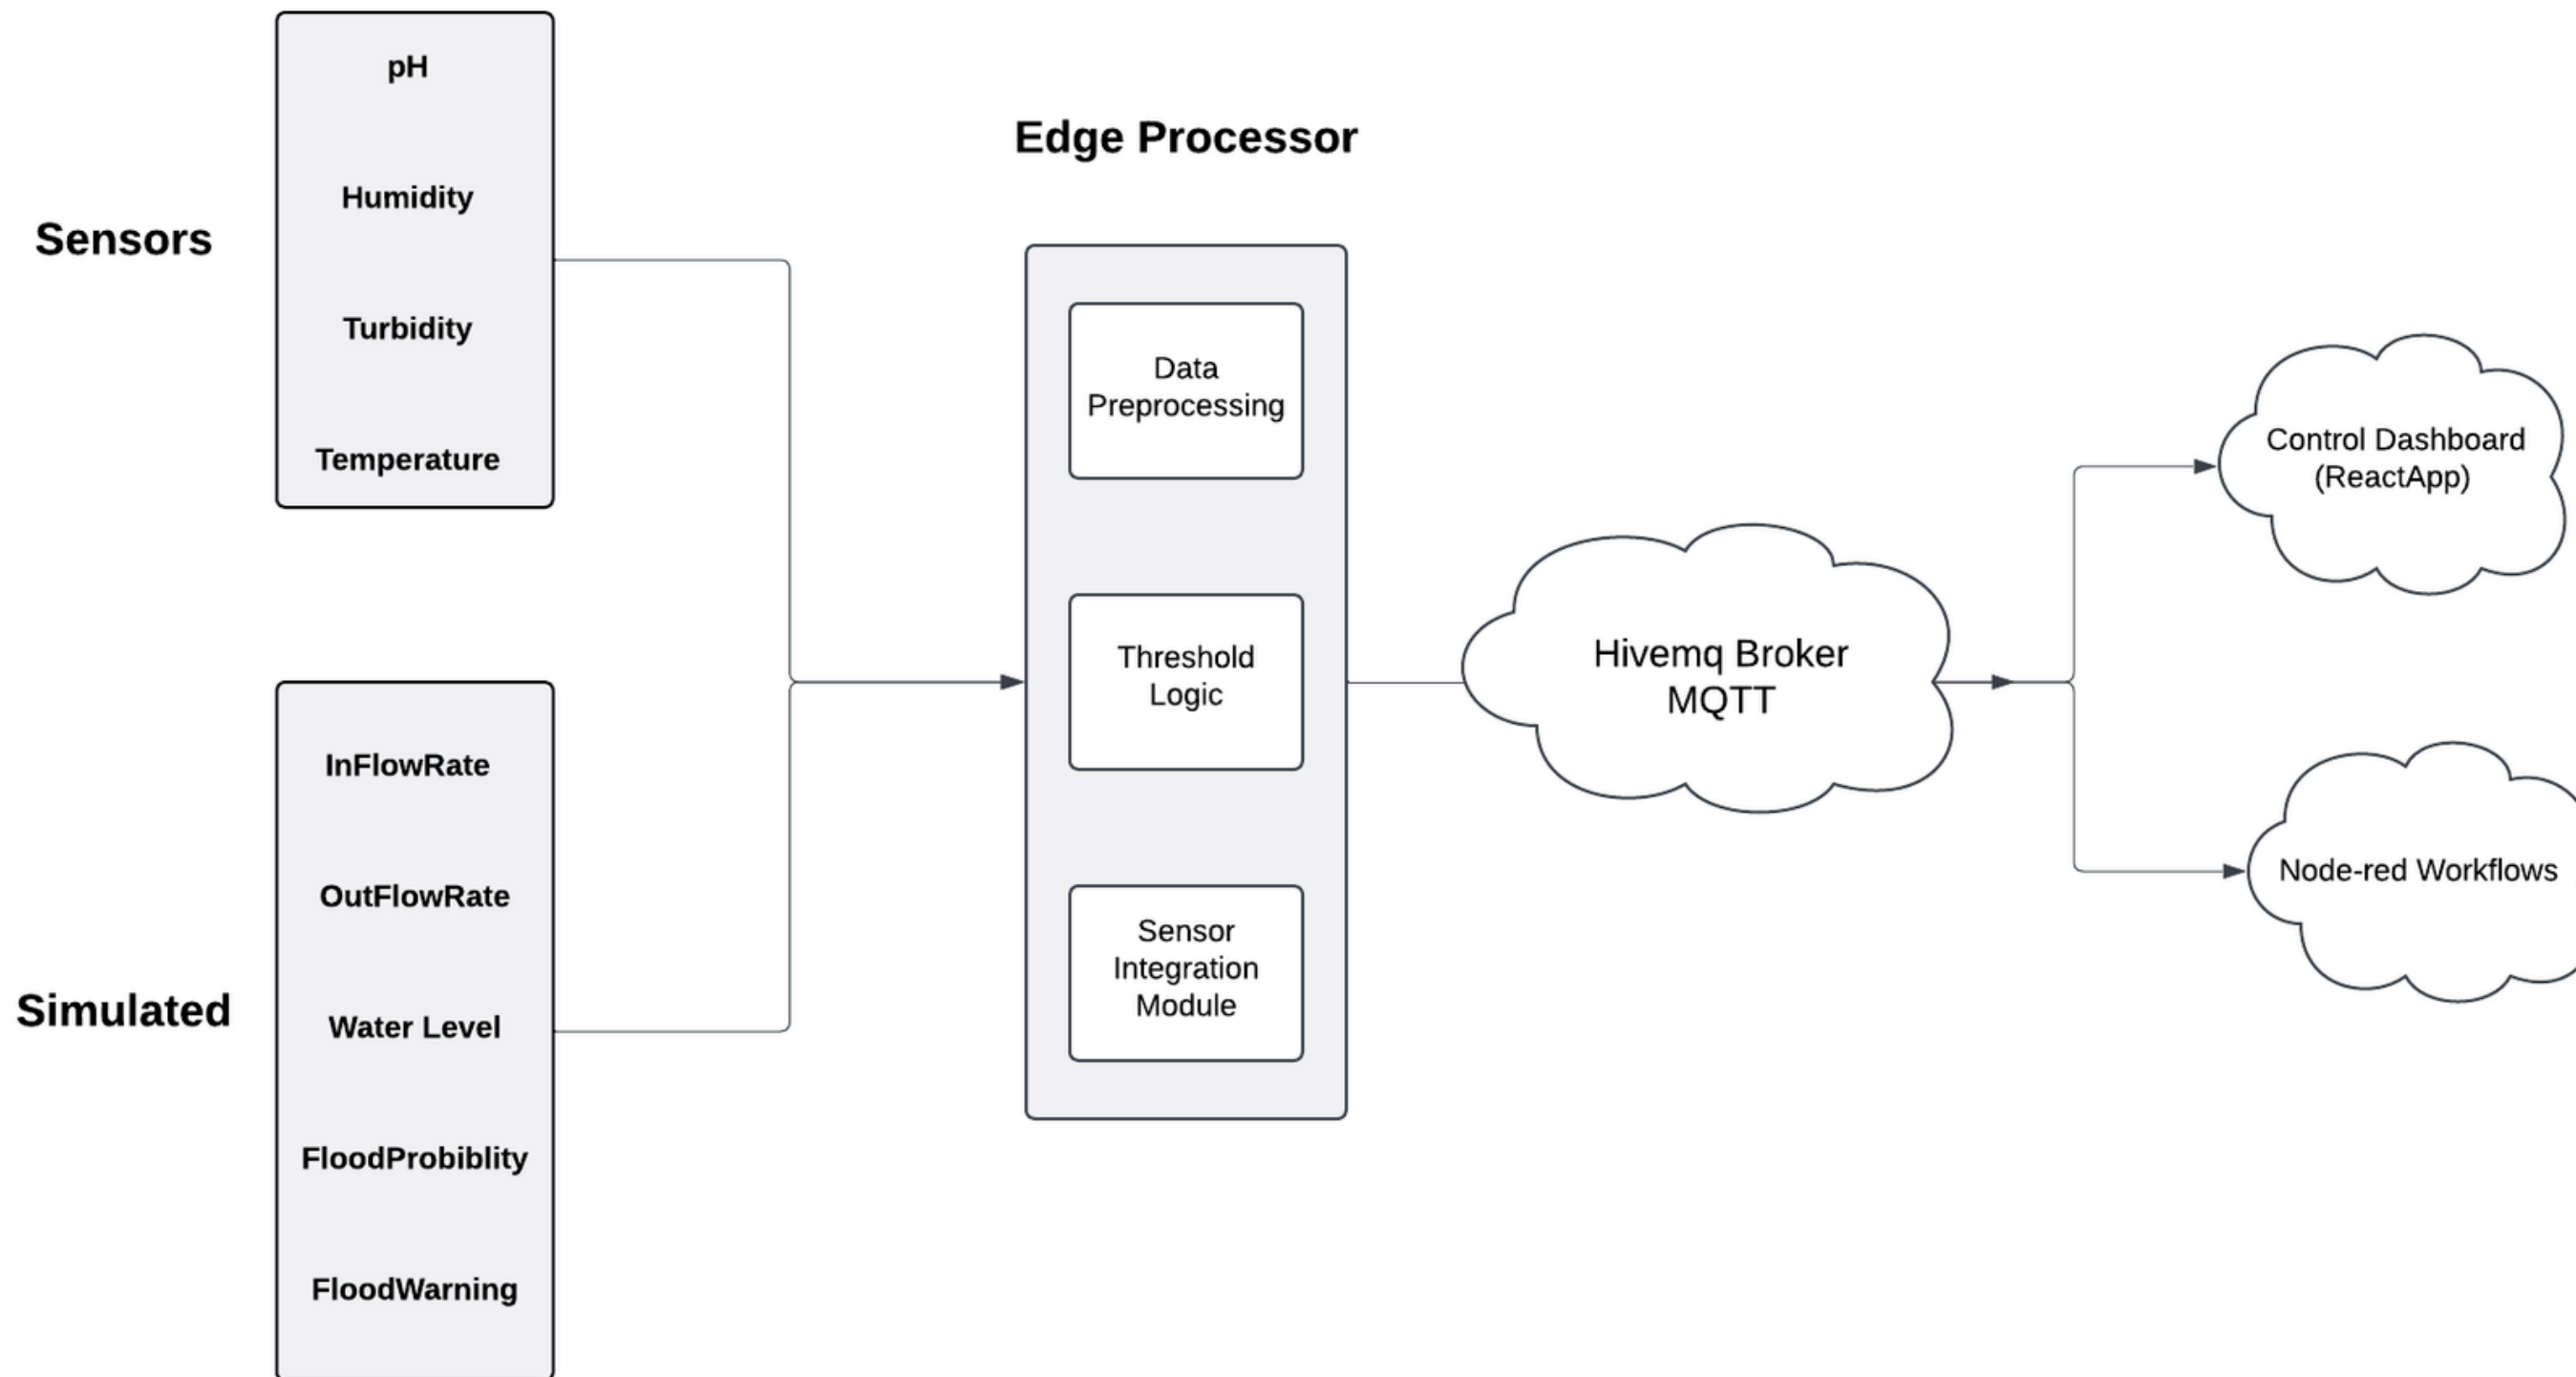 Sensors
pH
Humidity
Turbidity
Temperature
Simulated
InFlowRate
OutFlowRate
Water Level
FloodProbiblity
FloodWarning
Edge Processor
Data
Preprocessing
Threshold
Logic
Sensor
Integration
Module
Hivemq Broker
MQTT
Control Dashboard
(ReactApp)
Node-red Workflows